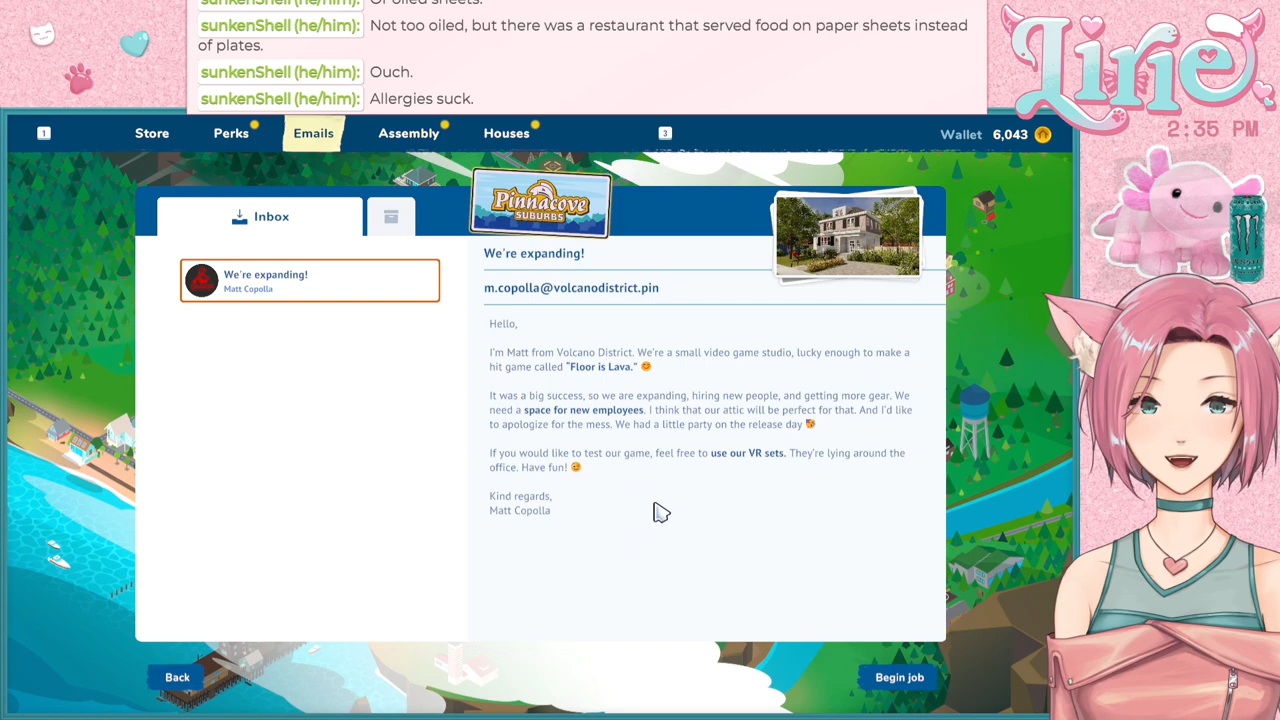 Or oiled sheets.
sunkenShell (he/him): Not too oiled, but there was a restaurant that served food on paper sheets instead
of plates.
sunkenShell (he/him): Ouch.
sunkenShell (he/him): Allergies suck.
Lirie
2:35 PM
1
Store
Perks
Emails
Assembly
Houses
3
Wallet 6,043
Inbox
Pinnacove
SUBURBS
We're expanding!
Matt Copolla
We're expanding!
m.copolla@volcanodistrict.pin
Hello,
I'm Matt from Volcano District. We're a small video game studio, lucky enough to make a
hit game called "Floor is Lava." 😊
It was a big success, so we are expanding, hiring new people, and getting more gear. We
need a space for new employees. I think that our attic will be perfect for that. And I'd like
to apologize for the mess. We had a little party on the release day 🥳
If you would like to test our game, feel free to use our VR sets. They're lying around the
office. Have fun! 😊
Kind regards,
Matt Copolla
Back
Begin job